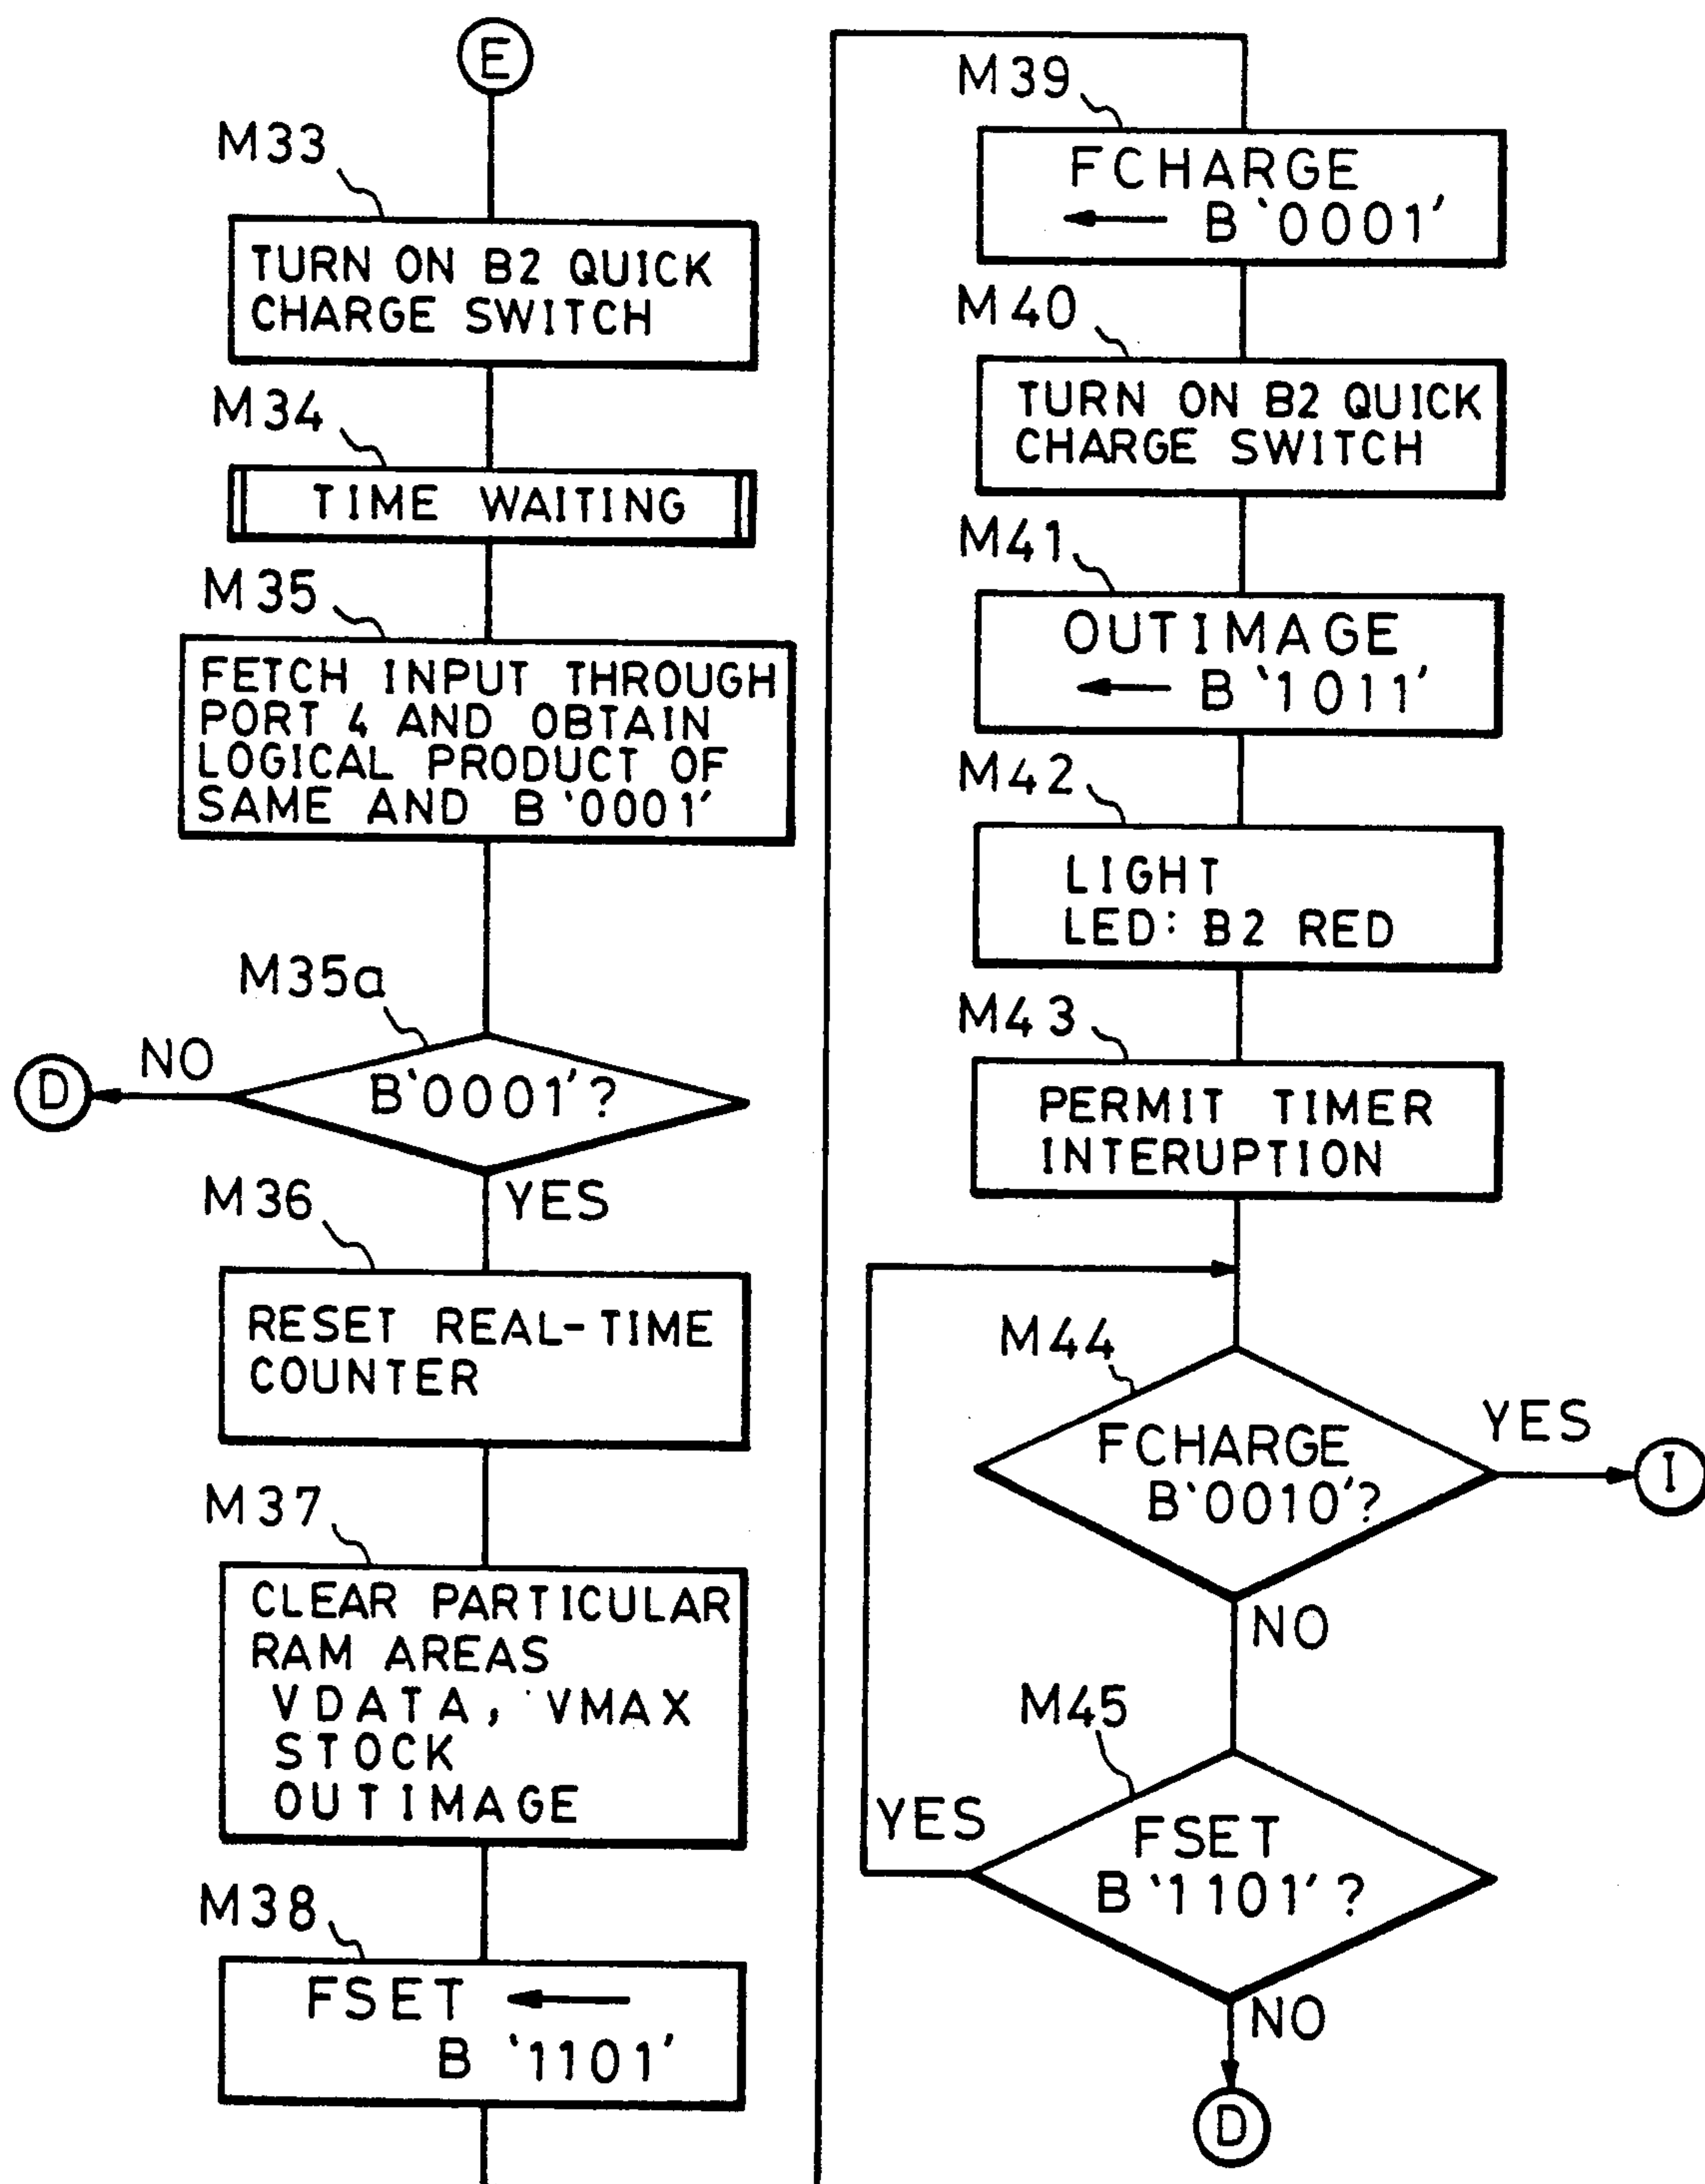 E
M33
TURN ON B2 QUICK
CHARGE SWITCH
M34
TIME WAITING
M35
FETCH INPUT THROUGH
PORT 4 AND OBTAIN
LOGICAL PRODUCT OF
SAME AND B '0001'
M35a
NO
D
B'0001'?
YES
M36
RESET REAL-TIME
COUNTER
M37
CLEAR PARTICULAR
RAM AREAS
VDATA, VMAX
STOCK
OUTIMAGE
M38
FSET ←
B '1101'
M39
FCHARGE
← B '0001'
M40
TURN ON B2 QUICK
CHARGE SWITCH
M41
OUTIMAGE
← B '1011'
M42
LIGHT
LED: B2 RED
M43
PERMIT TIMER
INTERUPTION
M44
FCHARGE
B'0010'?
YES
I
NO
M45
FSET
B '1101'?
YES
NO
D